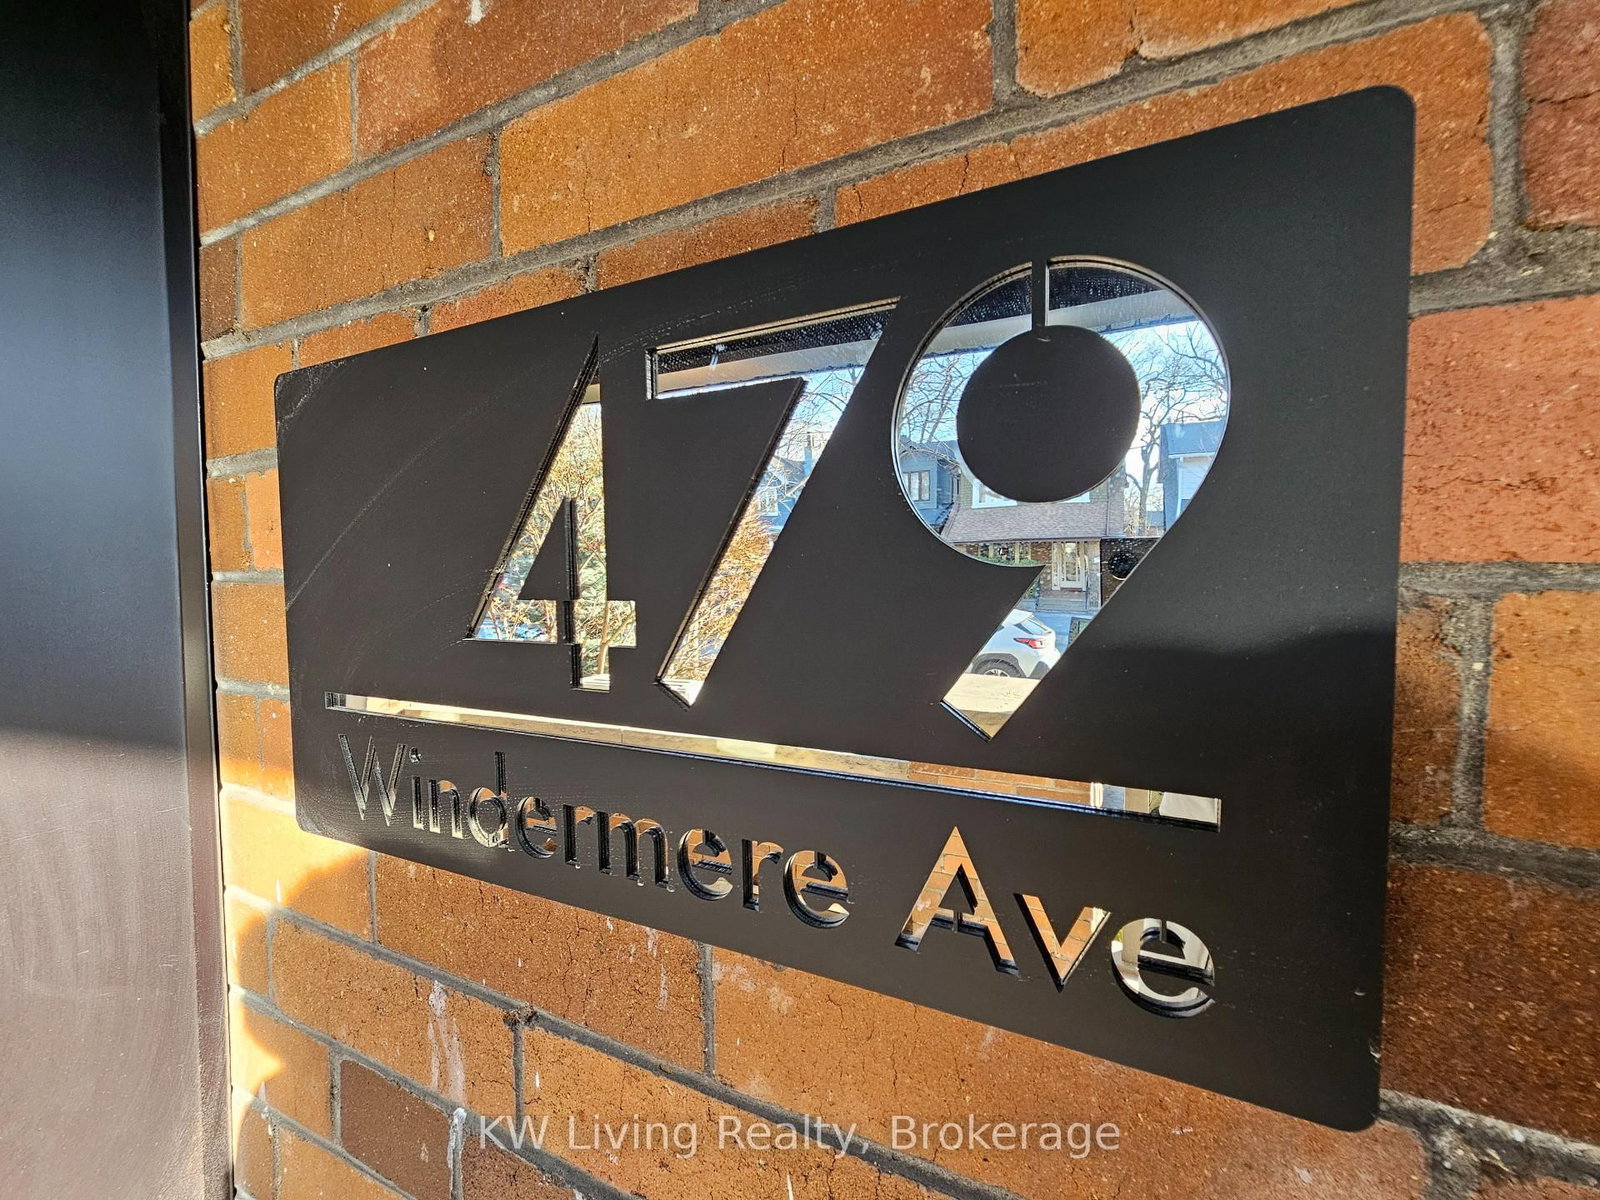 479
Windermere Ave
KW Living Realty, Brokerage